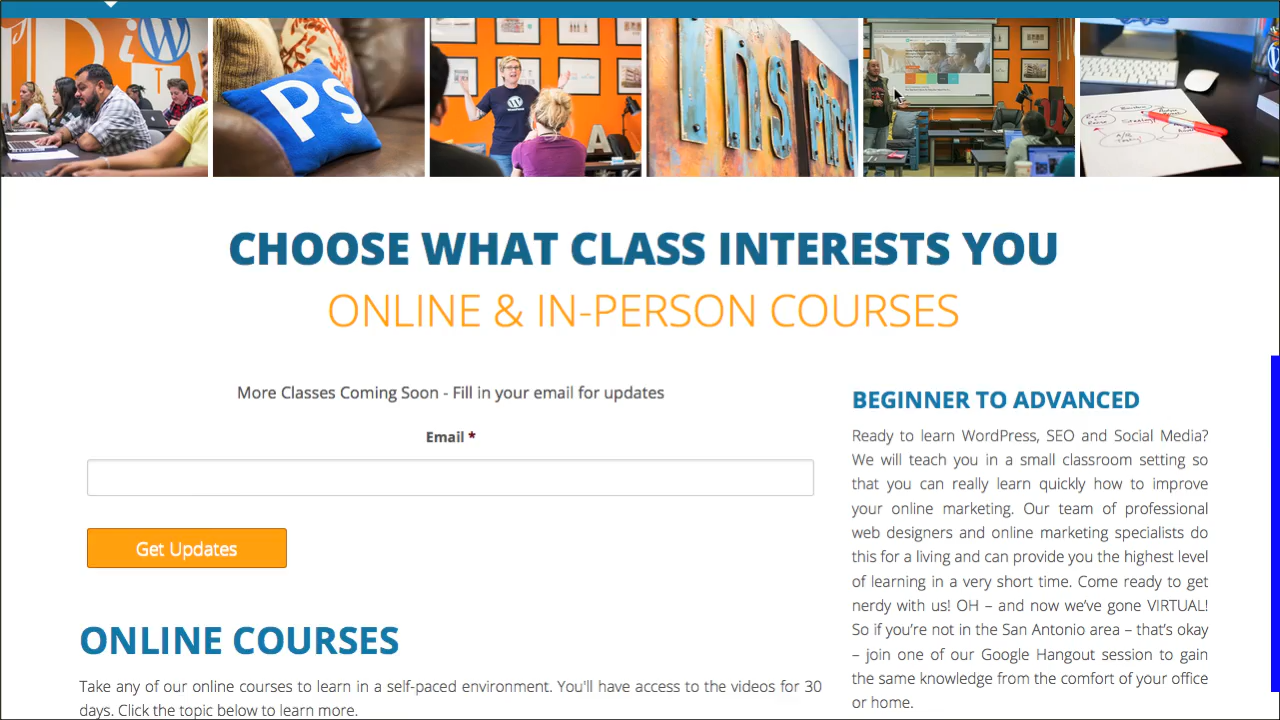 PS
Inspire
CHOOSE WHAT CLASS INTERESTS YOU
ONLINE & IN-PERSON COURSES
More Classes Coming Soon - Fill in your email for updates
Email *
Get Updates
ONLINE COURSES
Take any of our online courses to learn in a self-paced environment. You'll have access to the videos for 30
days. Click the topic below to learn more.
BEGINNER TO ADVANCED
Ready to learn WordPress, SEO and Social Media?
We will teach you in a small classroom setting so
that you can really learn quickly how to improve
your online marketing. Our team of professional
web designers and online marketing specialists do
this for a living and can provide you the highest level
of learning in a very short time. Come ready to get
nerdy with us! OH – and now we've gone VIRTUAL!
So if you're not in the San Antonio area – that's okay
– join one of our Google Hangout session to gain
the same knowledge from the comfort of your office
or home.